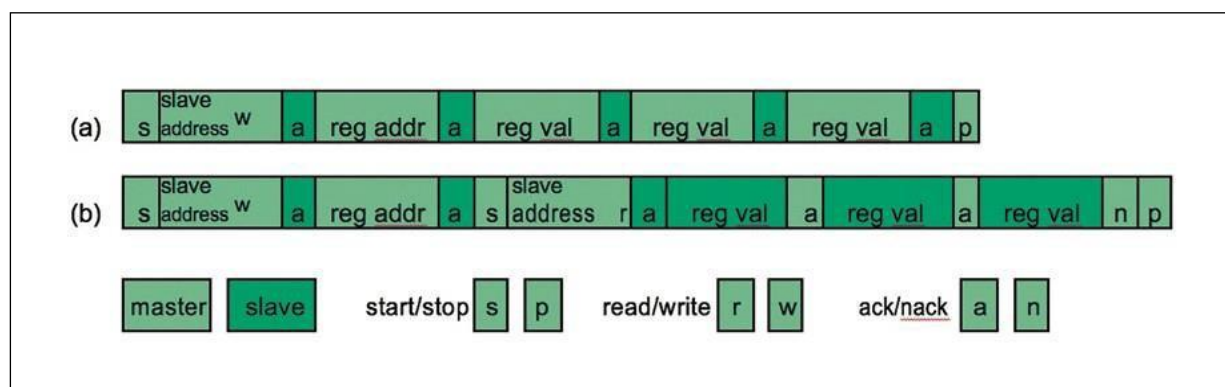 slave
(a) s address w a reg addr a reg val a reg val a reg val a p
slave slave
(b) s address w a reg addr a s address r a reg val a reg val a reg val n p
master slave start/stop s p read/write r w ack/nack a n